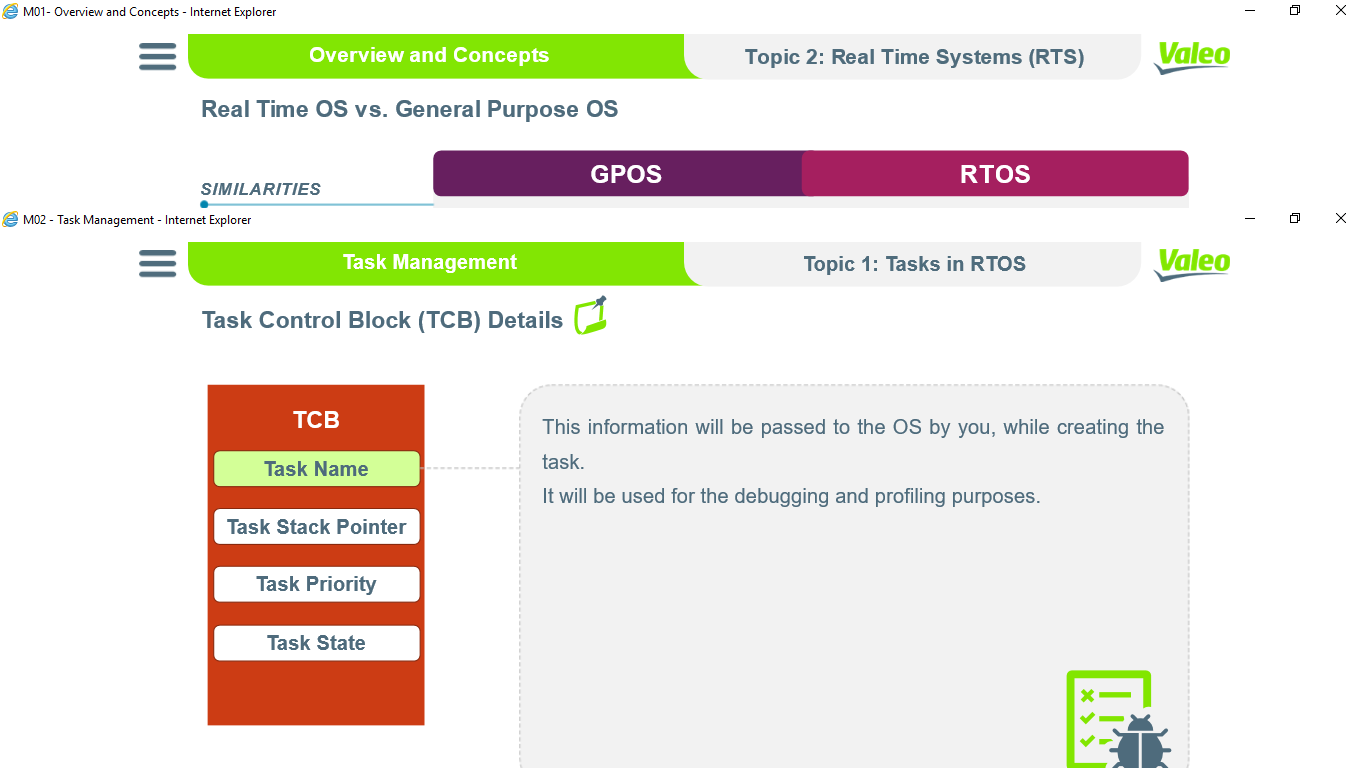 M01- Overview and Concepts - Internet Explorer
Overview and Concepts
Topic 2: Real Time Systems (RTS)
Valeo
Real Time OS vs. General Purpose OS
GPOS
RTOS
SIMILARITIES
M02 - Task Management - Internet Explorer
Task Management
Topic 1: Tasks in RTOS
Valeo
Task Control Block (TCB) Details
TCB
Task Name
Task Stack Pointer
Task Priority
Task State
This information will be passed to the OS by you, while creating the
task.
It will be used for the debugging and profiling purposes.